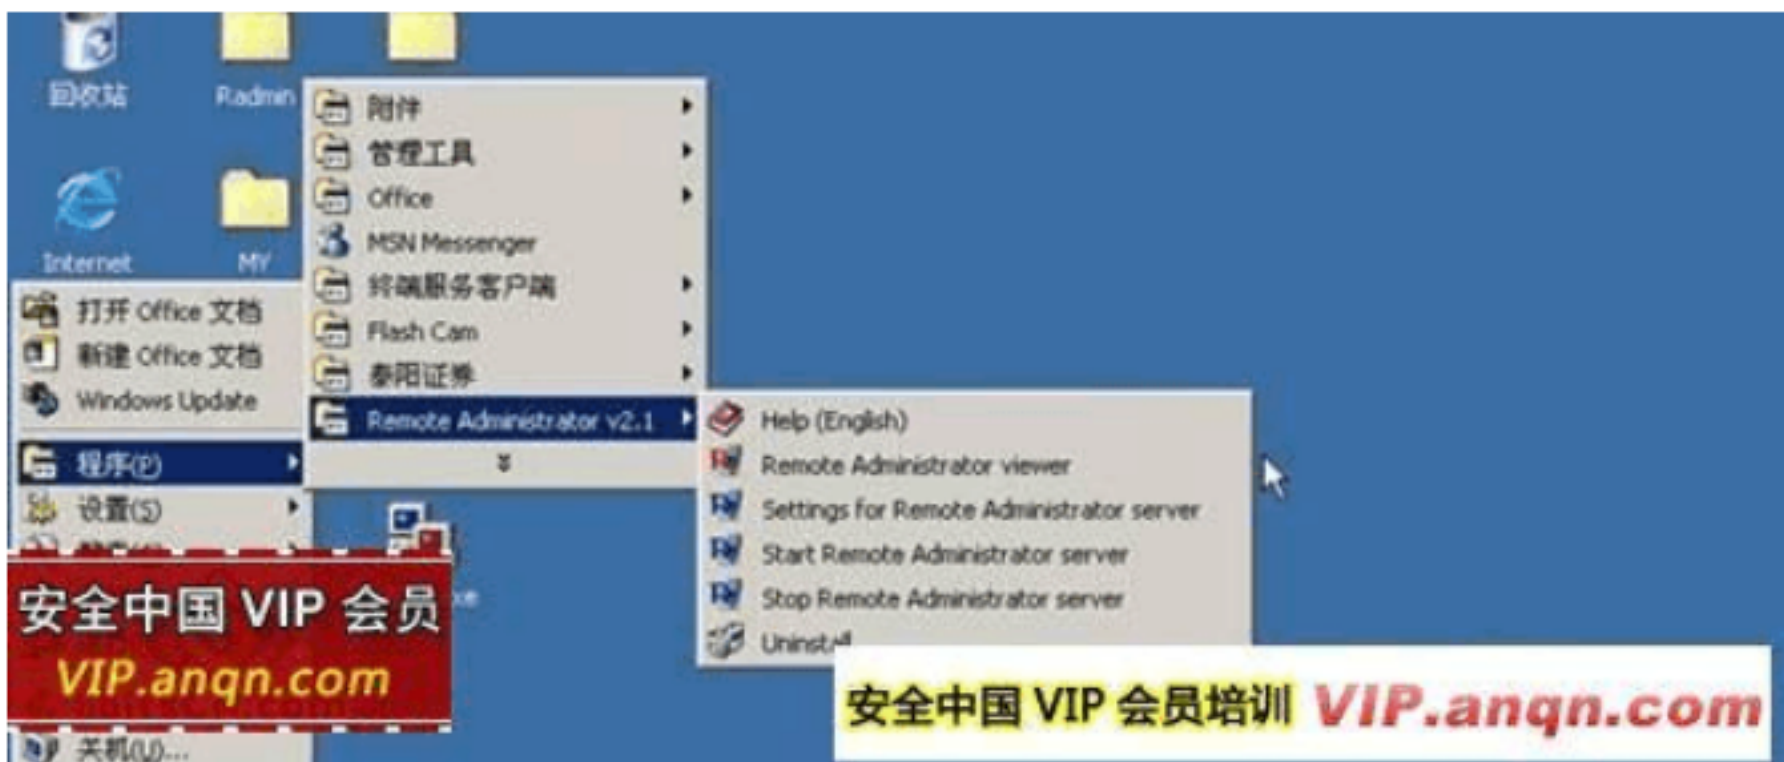 回收站
Radmin
Internet
MY
附件
管理工具
Office
MSN Messenger
终端服务客户端
Flash Cam
泰阳证券
Remote Administrator v2.1
打开 Office 文档
新建 Office 文档
Windows Update
程序(P)
设置(S)
Help (English)
Remote Administrator viewer
Settings for Remote Administrator server
Start Remote Administrator server
Stop Remote Administrator server
Uninstall
安全中国 VIP 会员
VIP.anqn.com
关机(U)...
安全中国 VIP 会员培训 VIP.anqn.com